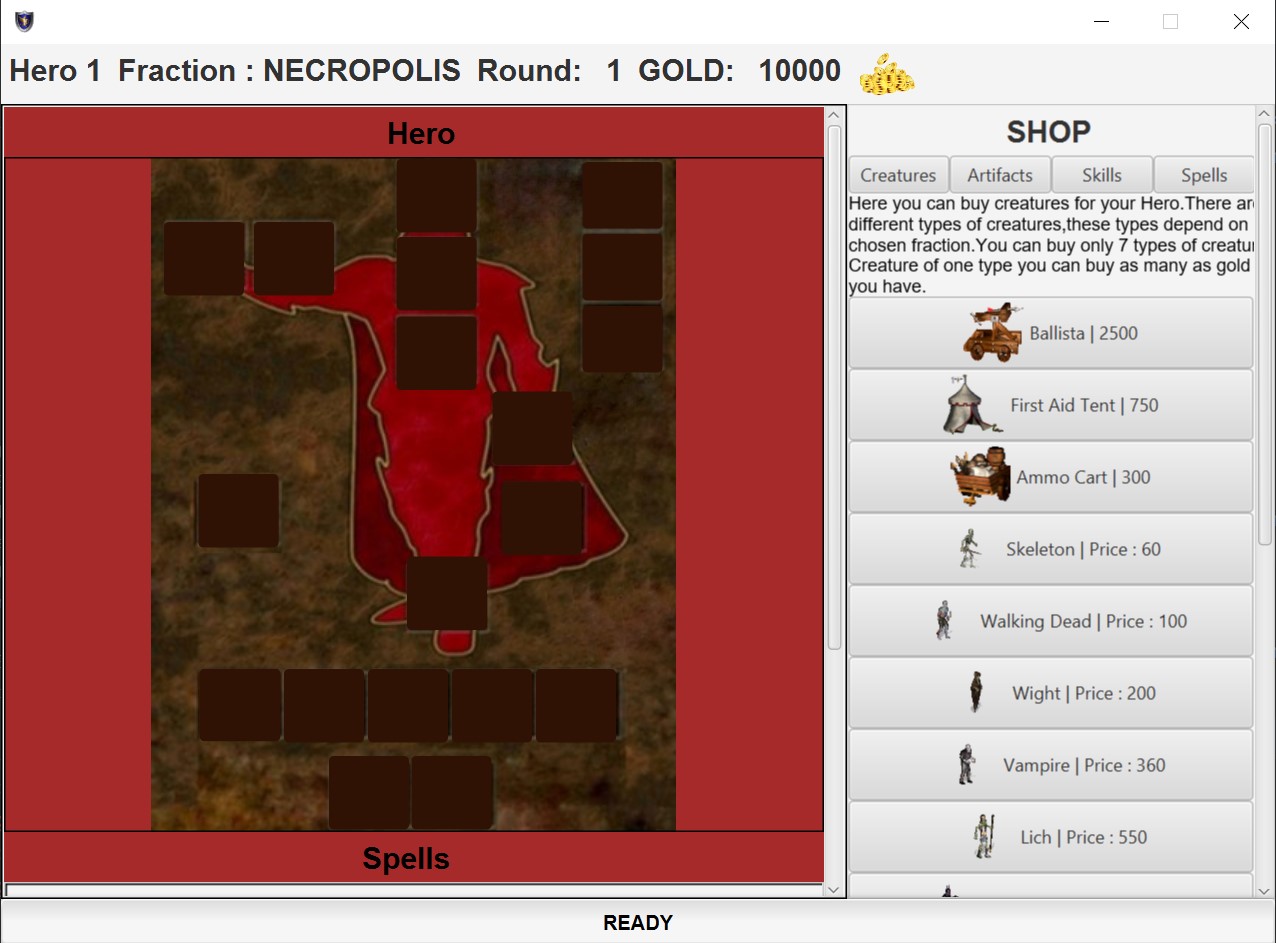 Hero 1 Fraction : NECROPOLIS Round: 1 GOLD: 10000
Hero
Spells
SHOP
Creatures Artifacts Skills Spells
Here you can buy creatures for your Hero.There ar
different types of creatures,these types depend on
chosen fraction.You can buy only 7 types of creatu
Creature of one type you can buy as many as gold
you have.
Ballista | 2500
First Aid Tent | 750
Ammo Cart | 300
Skeleton | Price : 60
Walking Dead | Price : 100
Wight | Price : 200
Vampire | Price : 360
Lich | Price : 550
READY